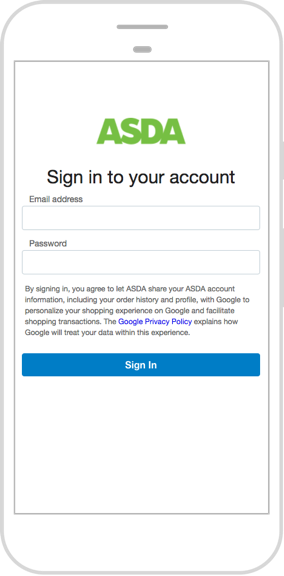 ASDA
Sign in to your account
Email address
Password
By signing in, you agree to let ASDA share your ASDA account
information, including your order history and profile, with Google to
personalize your shopping experience on Google and facilitate
shopping transactions. The Google Privacy Policy explains how
Google will treat your data within this experience.
Sign In